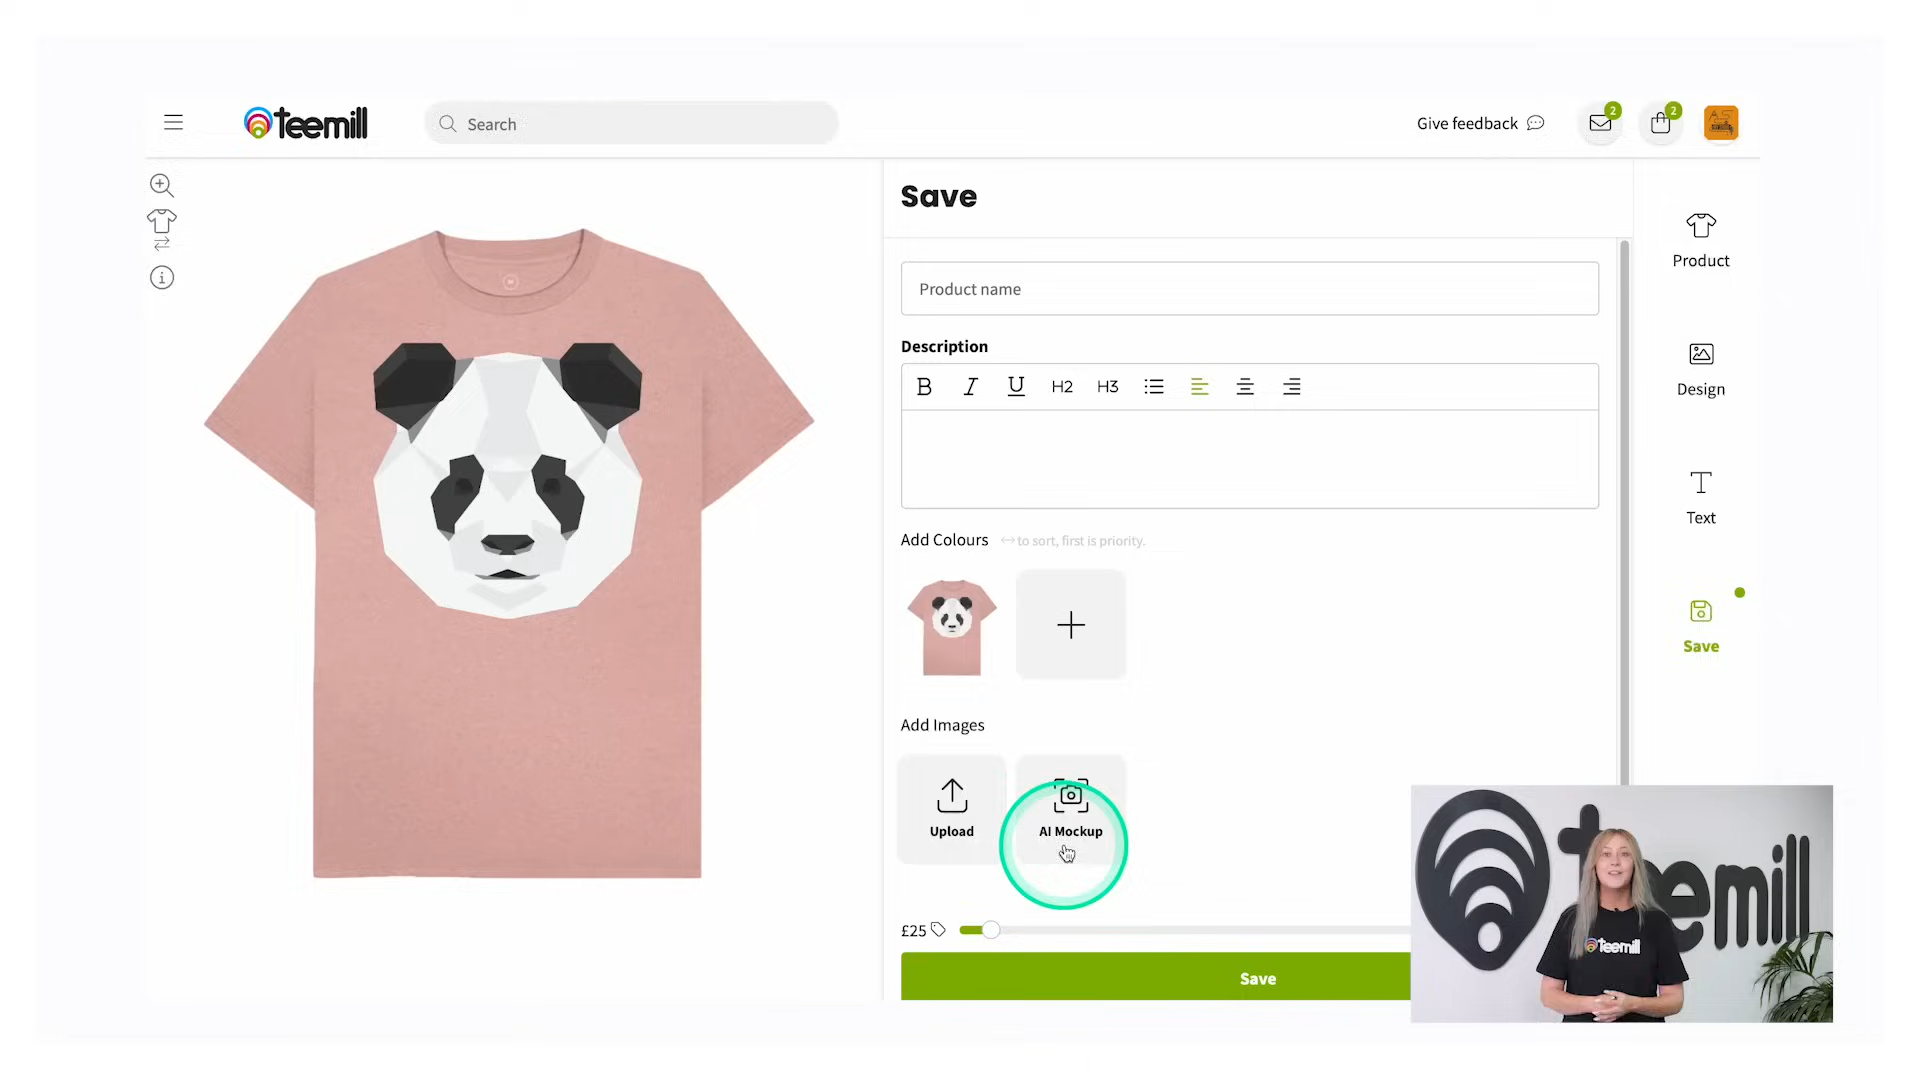 teemill
Search
Give feedback
2
2
Save
Product name
Description
B I U H2 H3
Add Colours
to sort, first is priority.
Add Images
Upload
AI Mockup
£25
Save
Product
Design
Text
Save
teemill
teemill